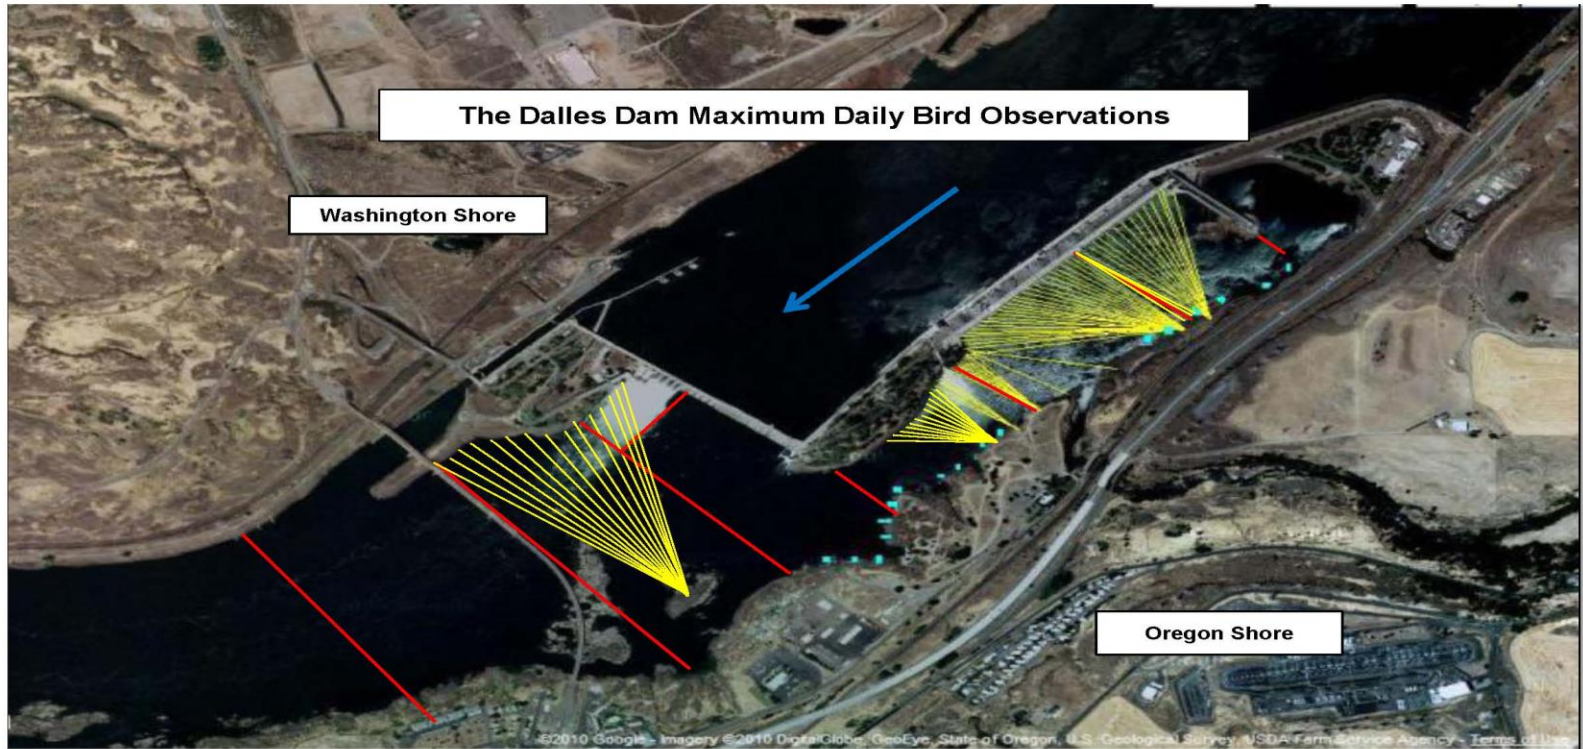 The Dalles Dam Maximum Daily Bird Observations
Washington Shore
Oregon Shore
©2010 Google - Imagery ©2010 DigitalGlobe, GeoEye, State of Oregon, U.S. Geological Survey, USDA Farm Service Agency - Terms of Use